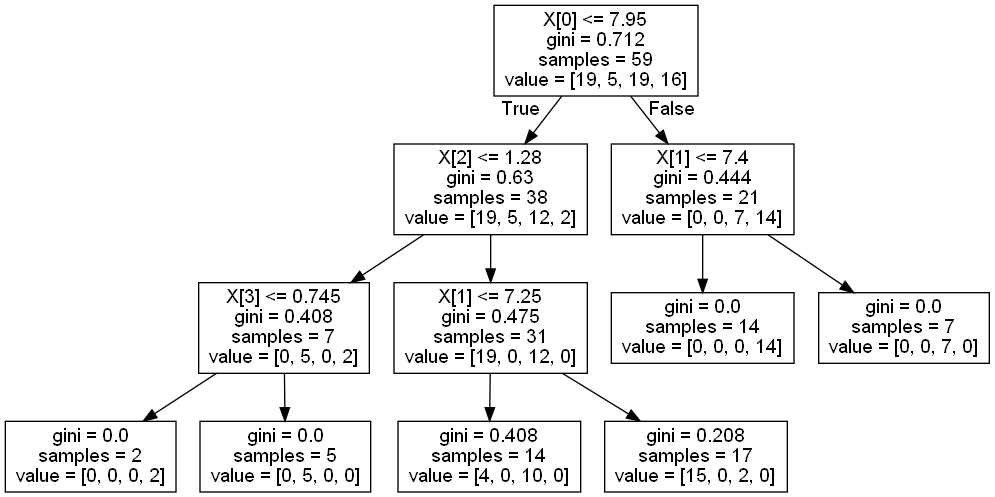 X[0] <= 7.95
gini = 0.712
samples = 59
value = [19, 5, 19, 16]
True
False
X[2] <= 1.28
gini = 0.63
samples = 38
value = [19, 5, 12, 2]
X[1] <= 7.4
gini = 0.444
samples = 21
value = [0, 0, 7, 14]
X[3] <= 0.745
gini = 0.408
samples = 7
value = [0, 5, 0, 2]
X[1] <= 7.25
gini = 0.475
samples = 31
value = [19, 0, 12, 0]
gini = 0.0
samples = 14
value = [0, 0, 0, 14]
gini = 0.0
samples = 7
value = [0, 0, 7, 0]
gini = 0.0
samples = 2
value = [0, 0, 0, 2]
gini = 0.0
samples = 5
value = [0, 5, 0, 0]
gini = 0.408
samples = 14
value = [4, 0, 10, 0]
gini = 0.208
samples = 17
value = [15, 0, 2, 0]